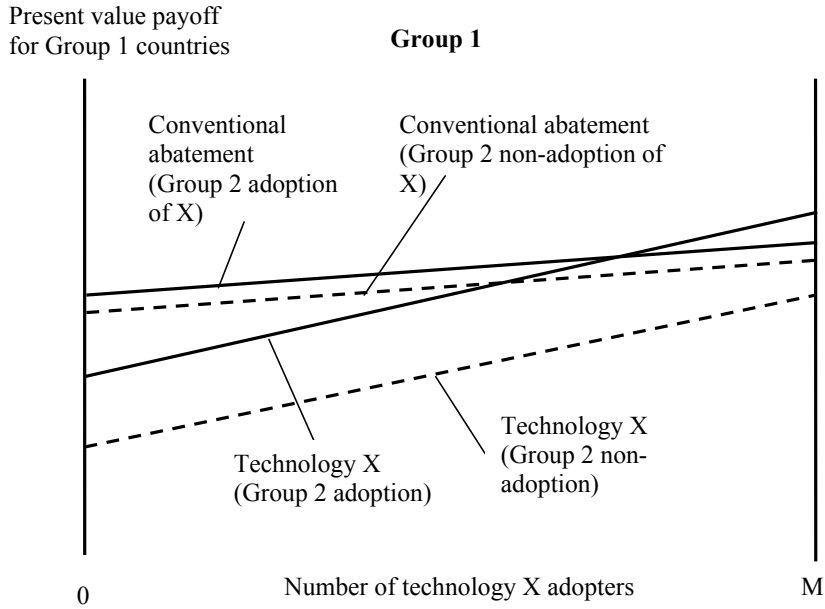 Present value payoff
for Group 1 countries
Group 1
Conventional
abatement
(Group 2 adoption
of X)
Conventional abatement
(Group 2 non-adoption of
X)
Technology X
(Group 2 adoption)
Technology X
(Group 2 non-
adoption)
0
Number of technology X adopters
M